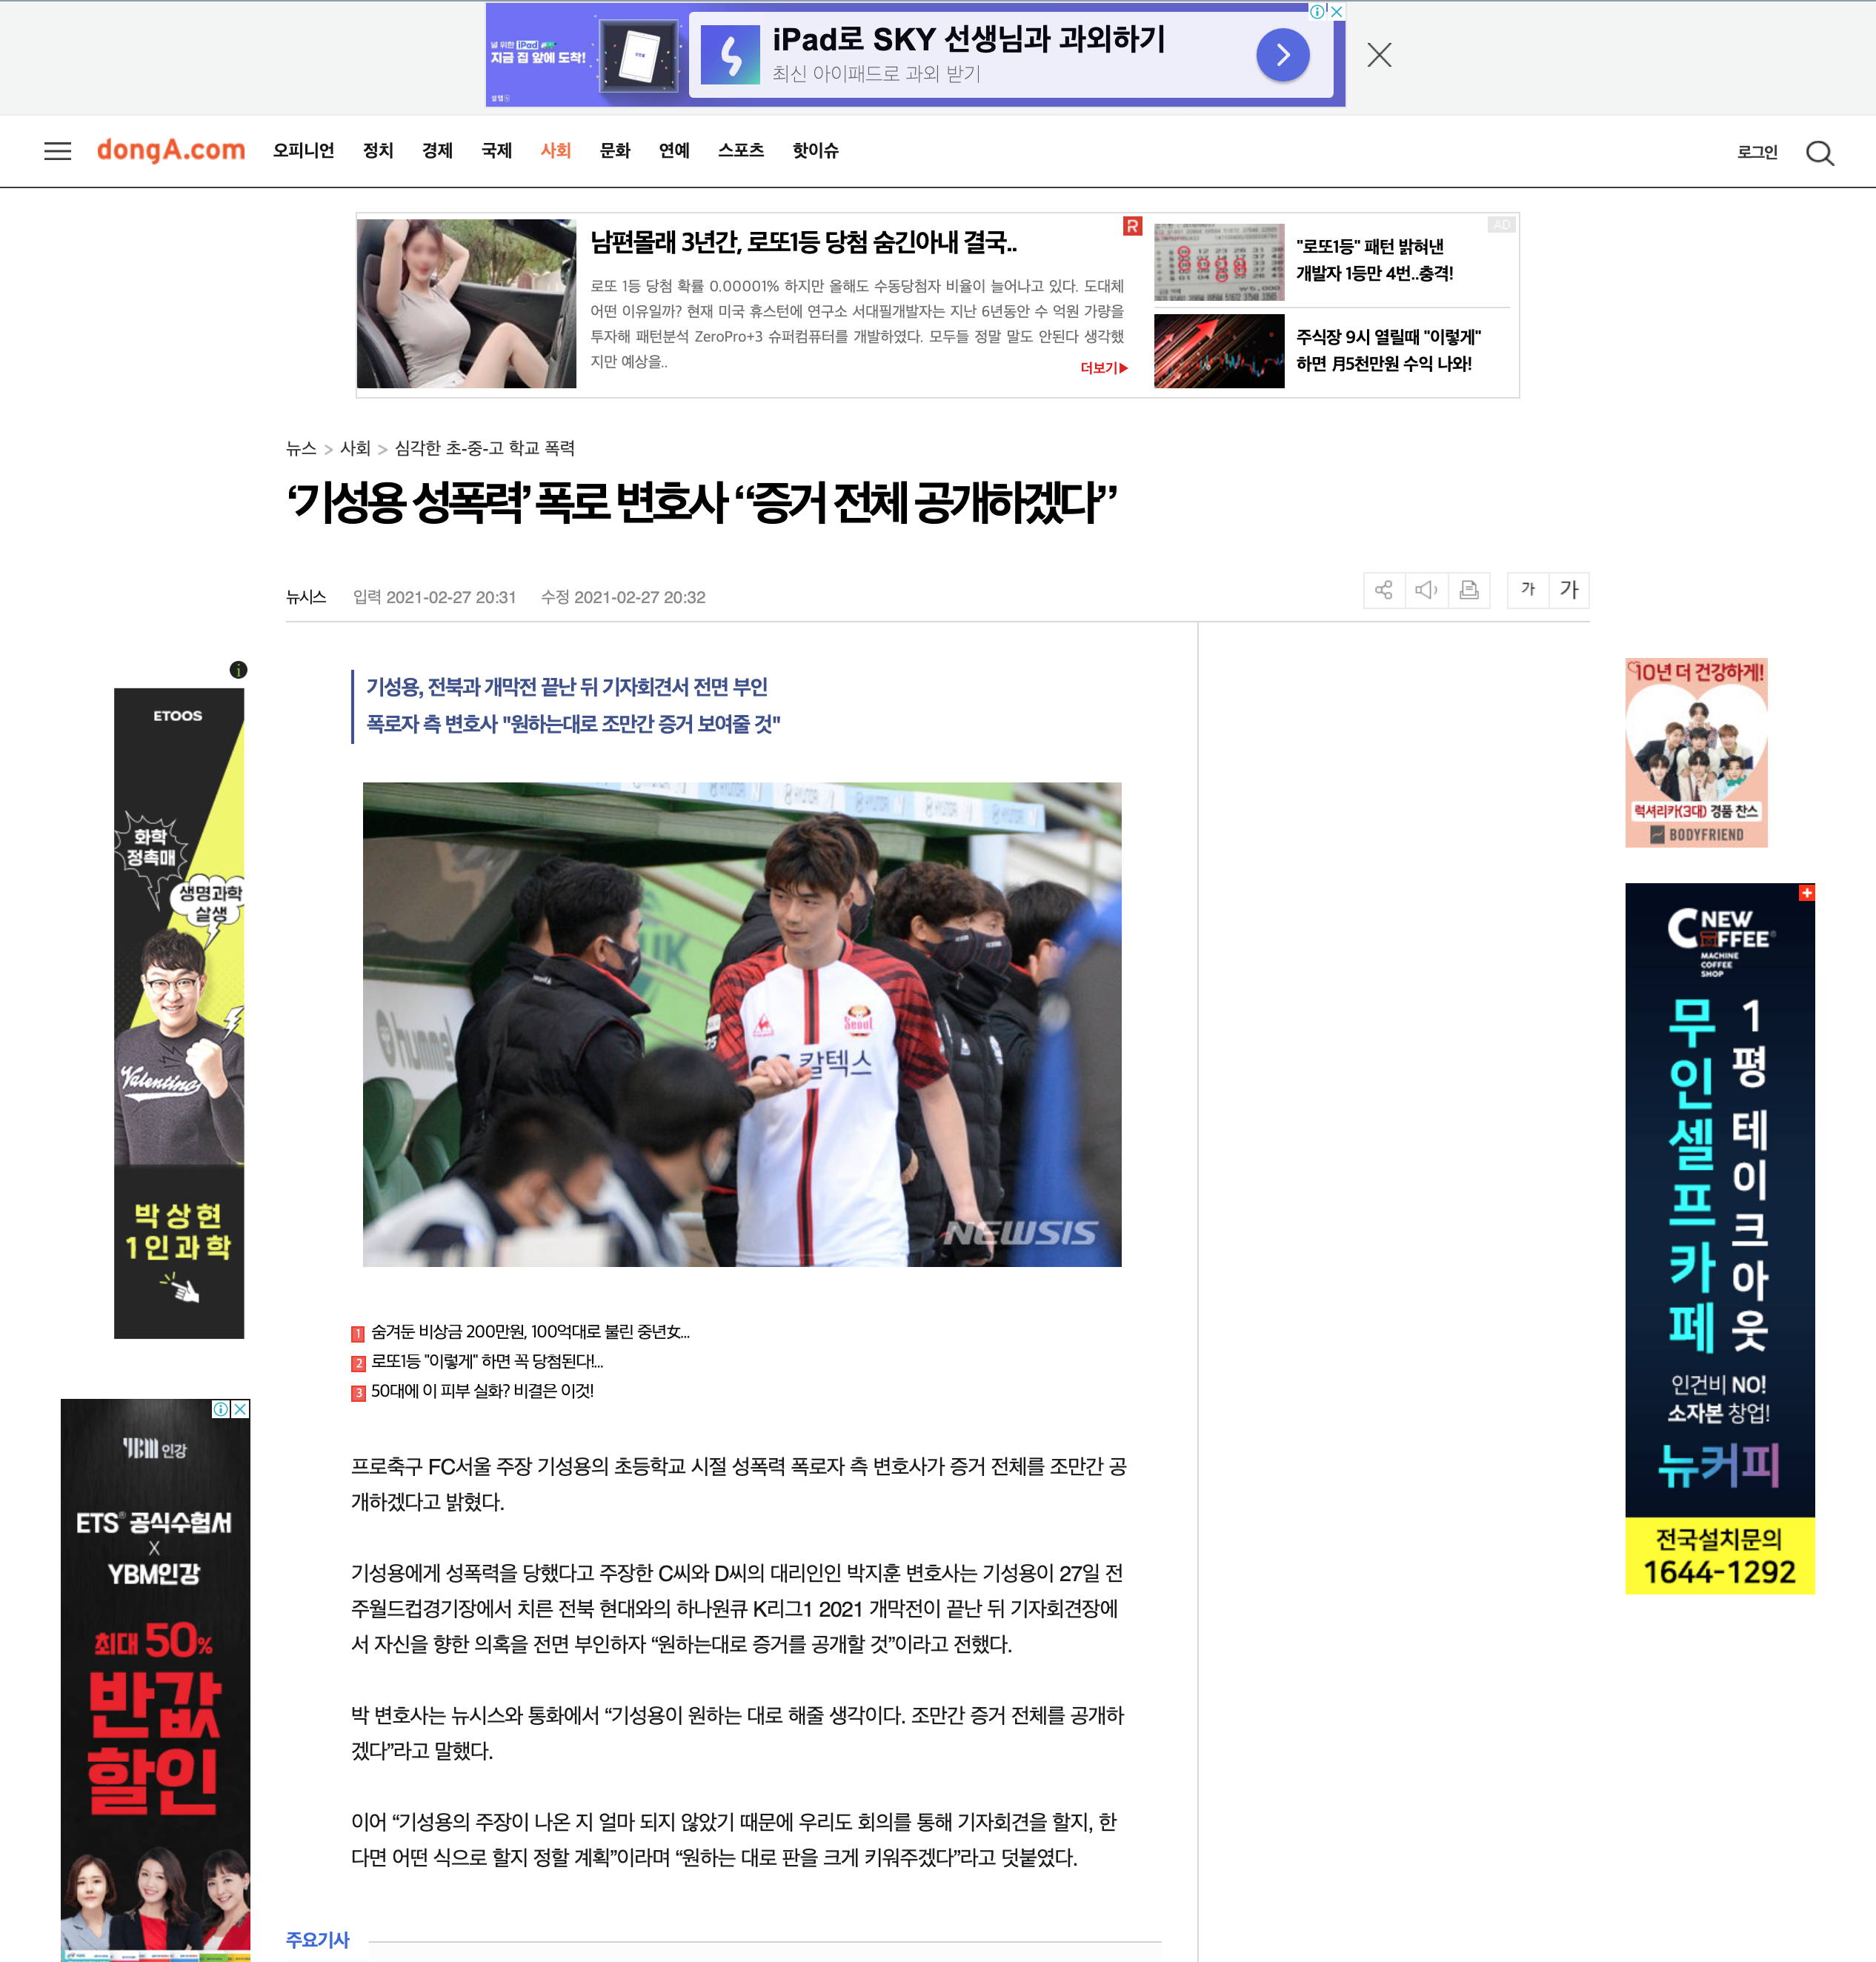 널 위한 iPad
지금 집 앞에 도착!
설탭
iPad로 SKY 선생님과 과외하기
최신 아이패드로 과외 받기
dongA.com 오피니언 정치 경제 국제 사회 문화 연예 스포츠 핫이슈 로그인
남편몰래 3년간, 로또1등 당첨 숨긴아내 결국..
R
로또 1등 당첨 확률 0.00001% 하지만 올해도 수동당첨자 비율이 늘어나고 있다. 도대체
어떤 이유일까? 현재 미국 휴스턴에 연구소 서대필개발자는 지난 6년동안 수 억원 가량을
투자해 패턴분석 ZeroPro+3 슈퍼컴퓨터를 개발하였다. 모두들 정말 말도 안된다 생각했
지만 예상을..
더보기▶
AD
"로또1등" 패턴 밝혀낸
개발자 1등만 4번..충격!
주식장 9시 열릴때 "이렇게"
하면 月5천만원 수익 나와!
뉴스 > 사회 > 심각한 초-중-고 학교 폭력
‘기성용 성폭력’ 폭로 변호사 “증거 전체 공개하겠다”
뉴시스 입력 2021-02-27 20:31 수정 2021-02-27 20:32
가 가
기성용, 전북과 개막전 끝난 뒤 기자회견서 전면 부인
폭로자 측 변호사 "원하는대로 조만간 증거 보여줄 것"
HYUNDAI
hummel
Seoul
칼텍스
NEWSIS
1 숨겨둔 비상금 200만원, 100억대로 불린 중년女...
2 로또1등 "이렇게" 하면 꼭 당첨된다!...
3 50대에 이 피부 실화? 비결은 이것!
프로축구 FC서울 주장 기성용의 초등학교 시절 성폭력 폭로자 측 변호사가 증거 전체를 조만간 공
개하겠다고 밝혔다.
기성용에게 성폭력을 당했다고 주장한 C씨와 D씨의 대리인인 박지훈 변호사는 기성용이 27일 전
주월드컵경기장에서 치른 전북 현대와의 하나원큐 K리그1 2021 개막전이 끝난 뒤 기자회견장에
서 자신을 향한 의혹을 전면 부인하자 “원하는대로 증거를 공개할 것”이라고 전했다.
박 변호사는 뉴시스와 통화에서 “기성용이 원하는 대로 해줄 생각이다. 조만간 증거 전체를 공개하
겠다”라고 말했다.
이어 “기성용의 주장이 나온 지 얼마 되지 않았기 때문에 우리도 회의를 통해 기자회견을 할지, 한
다면 어떤 식으로 할지 정할 계획”이라며 “원하는 대로 판을 크게 키워주겠다”라고 덧붙였다.
주요기사
ETOOS
화학
정촉매
생명과학
살생
Valentino
박상현
1인과학
YBM 인강
ETS® 공식수험서
X
YBM인강
최대 50%
반값
할인
10년 더 건강하게!
럭셔리카(3대) 경품 찬스
BODYFRIEND
NEW
COFFEE
MACHINE
COFFEE
SHOP
1평 테이크아웃
무인셀프카페
인건비 NO!
소자본 창업!
뉴커피
전국설치문의
1644-1292